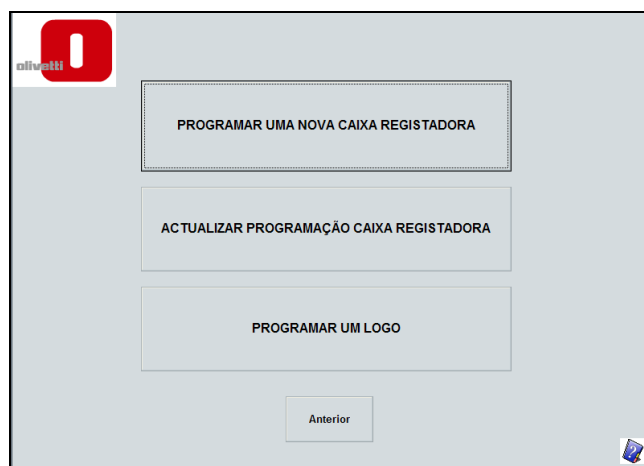 olivetti
PROGRAMAR UMA NOVA CAIXA REGISTADORA
ACTUALIZAR PROGRAMAÇÃO CAIXA REGISTADORA
PROGRAMAR UM LOGO
Anterior
?